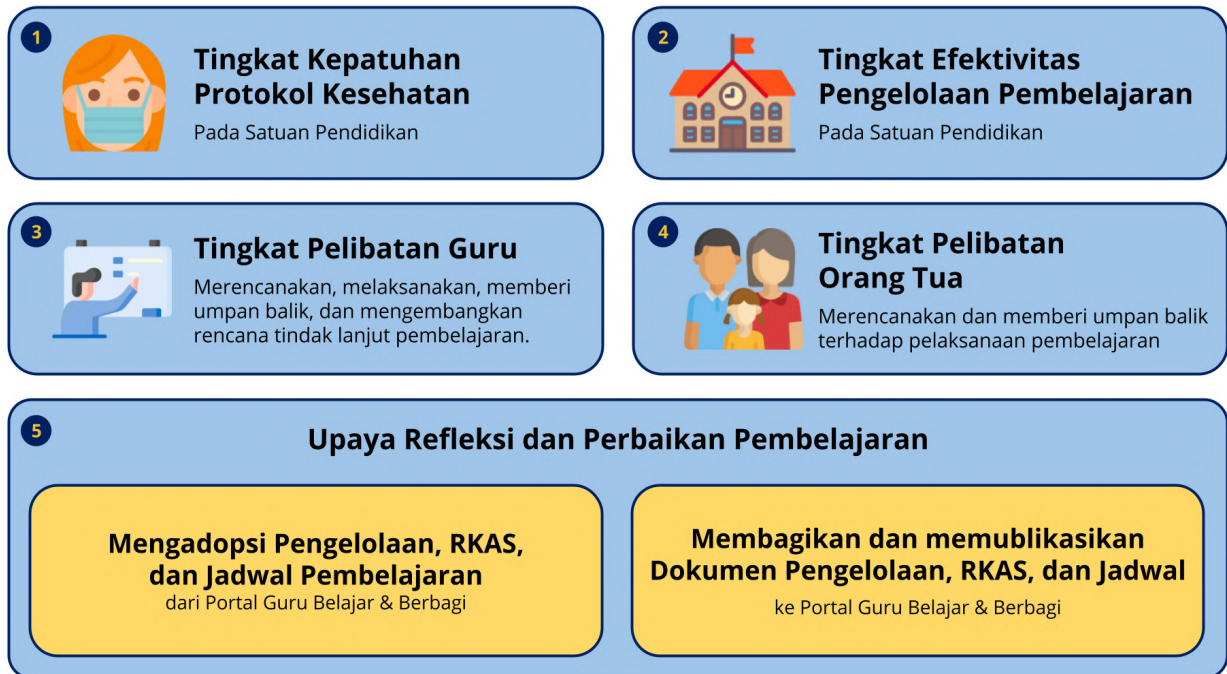 1
Tingkat Kepatuhan
Protokol Kesehatan
Pada Satuan Pendidikan
2
Tingkat Efektivitas
Pengelolaan Pembelajaran
Pada Satuan Pendidikan
3
Tingkat Pelibatan Guru
Merencanakan, melaksanakan, memberi
umpan balik, dan mengembangkan
rencana tindak lanjut pembelajaran.
4
Tingkat Pelibatan
Orang Tua
Merencanakan dan memberi umpan balik
terhadap pelaksanaan pembelajaran
5
Upaya Refleksi dan Perbaikan Pembelajaran
Mengadopsi Pengelolaan, RKAS,
dan Jadwal Pembelajaran
dari Portal Guru Belajar & Berbagi
Membagikan dan memublikasikan
Dokumen Pengelolaan, RKAS, dan Jadwal
ke Portal Guru Belajar & Berbagi